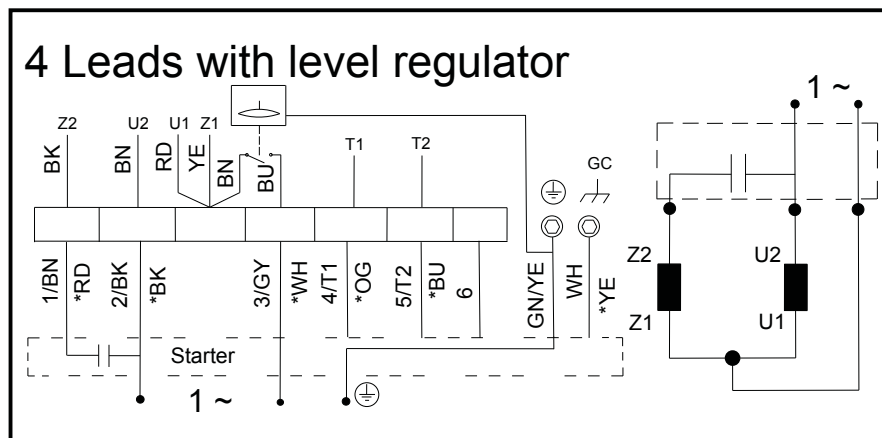 4 Leads with level regulator
1 ~
Z2
U2
U1
Z1
T1
T2
GC
BK
BN
RD
YE
BN
BU
1/BN
*RD
2/BK
*BK
3/GY
*WH
4/T1
*OG
5/T2
*BU
6
GN/YE
WH
*YE
Z2
U2
Z1
U1
Starter
1 ~